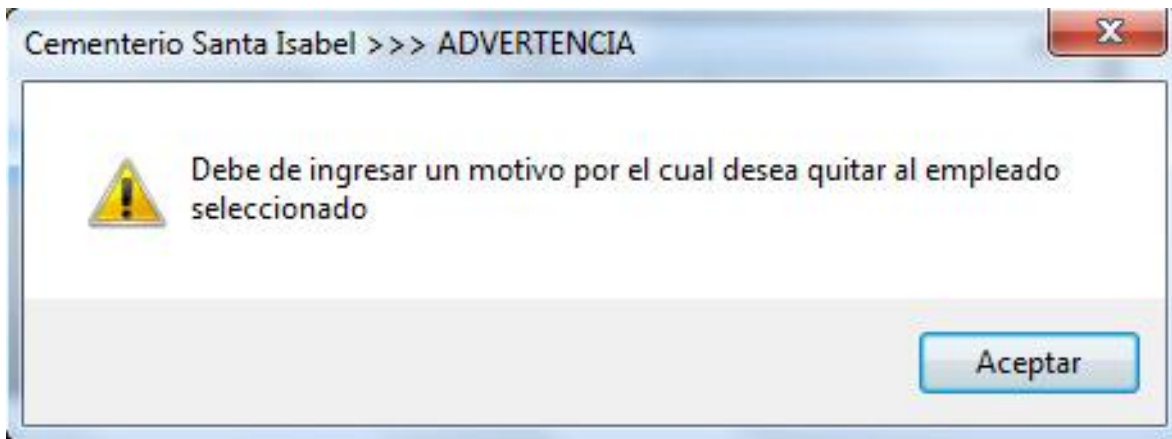 Cementerio Santa Isabel >>> ADVERTENCIA
Debe de ingresar un motivo por el cual desea quitar al empleado
seleccionado
Aceptar